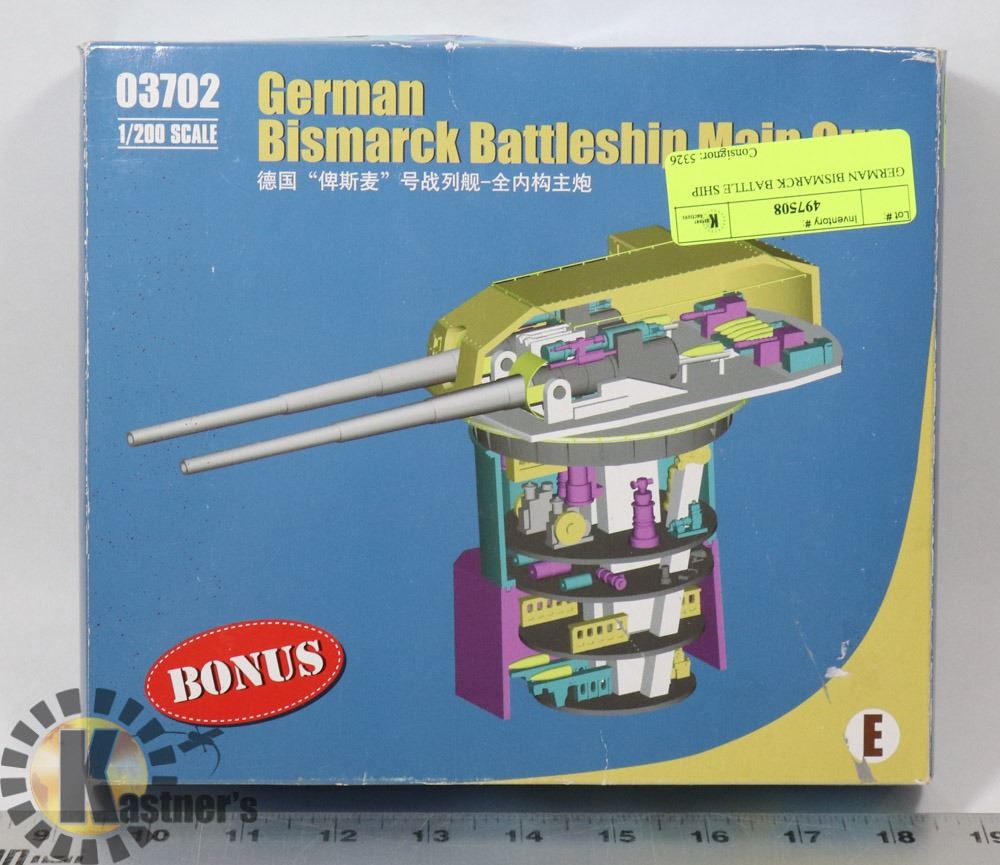 03702
1/200 SCALE
German
Bismarck Battleship Main Gun
德国“俾斯麦”号战列舰-全内构主炮
Lot #:
Inventory #:
497508
Kastner Auctions
GERMAN BISMARCK BATTLE SHIP
Consignor: 5326
BONUS
E
Kastner's
9 10 11 12 13 14 15 16 17 18 19